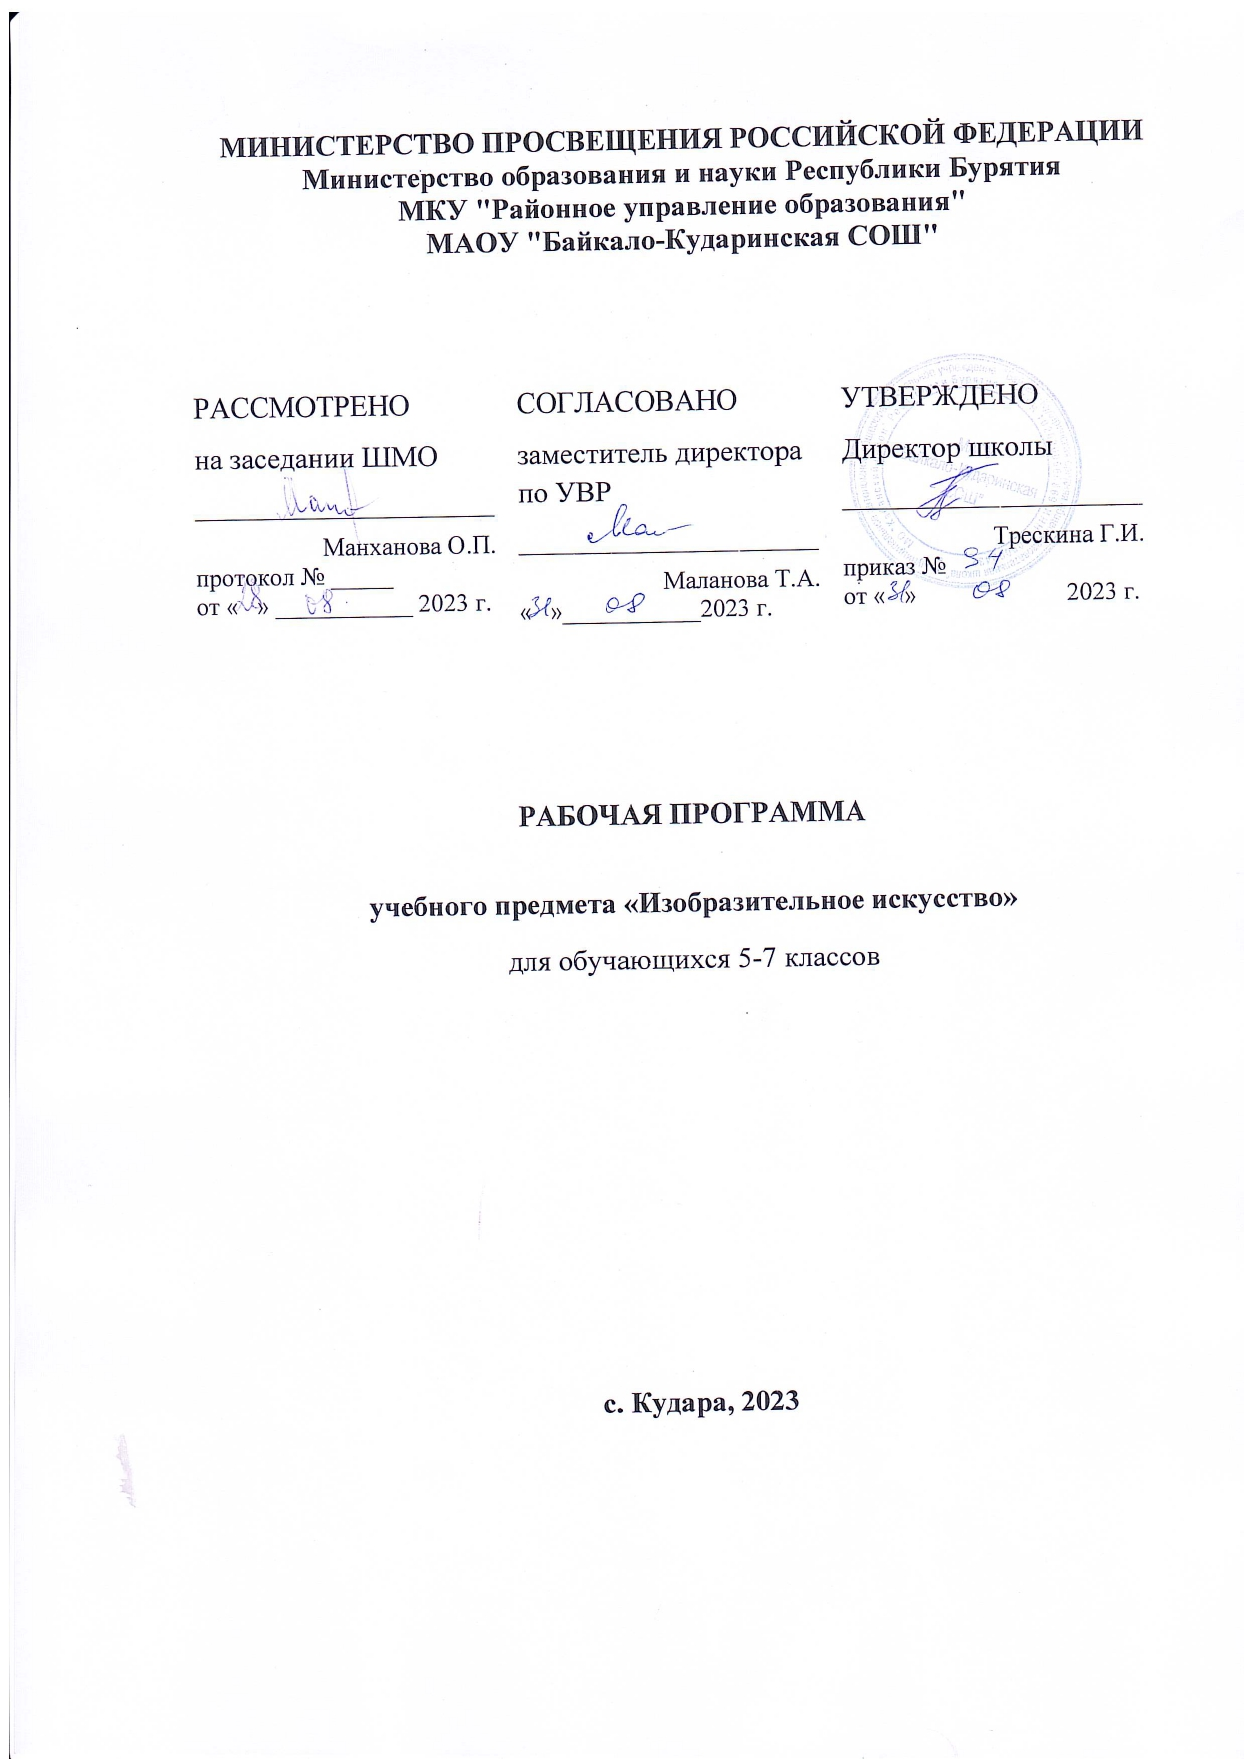 МИНИСТЕРСТВО ПРОСВЕЩЕНИЯ РОССИЙСКОЙ ФЕДЕРАЦИИ
Министерство образования и науки Республики Бурятия
МКУ "Районное управление образования"
МАОУ "Байкало-Кударинская СОШ"
РАССМОТРЕНО
на заседании ШМО
Манханова О.П.
протокол № _____
от «28» 08 2023 г.
СОГЛАСОВАНО
заместитель директора
по УВР
Маланова Т.А.
«31» 08 2023 г.
УТВЕРЖДЕНО
Директор школы
Трескина Г.И.
приказ №
от «31» 08 2023 г.
РАБОЧАЯ ПРОГРАММА
учебного предмета «Изобразительное искусство»
для обучающихся 5-7 классов
с. Кудара, 2023